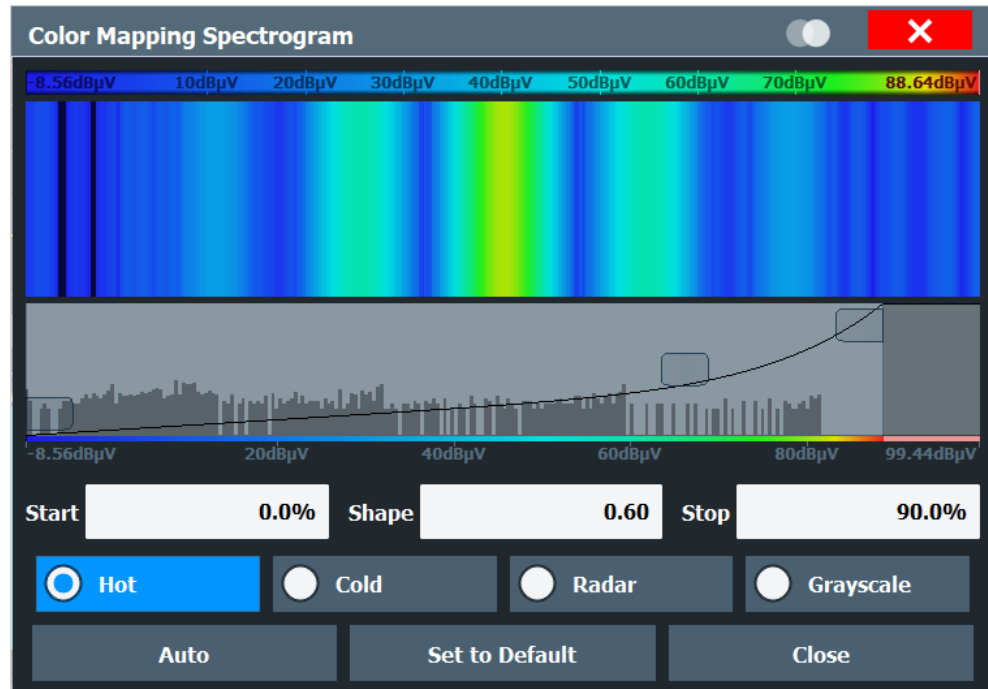 Color Mapping Spectrogram
-8.56dBµV 10dBµV 20dBµV 30dBµV 40dBµV 50dBµV 60dBµV 70dBµV 88.64dBµV
-8.56dBµV 20dBµV 40dBµV 60dBµV 80dBµV 99.44dBµV
Start 0.0% Shape 0.60 Stop 90.0%
Hot Cold Radar Grayscale
Auto Set to Default Close